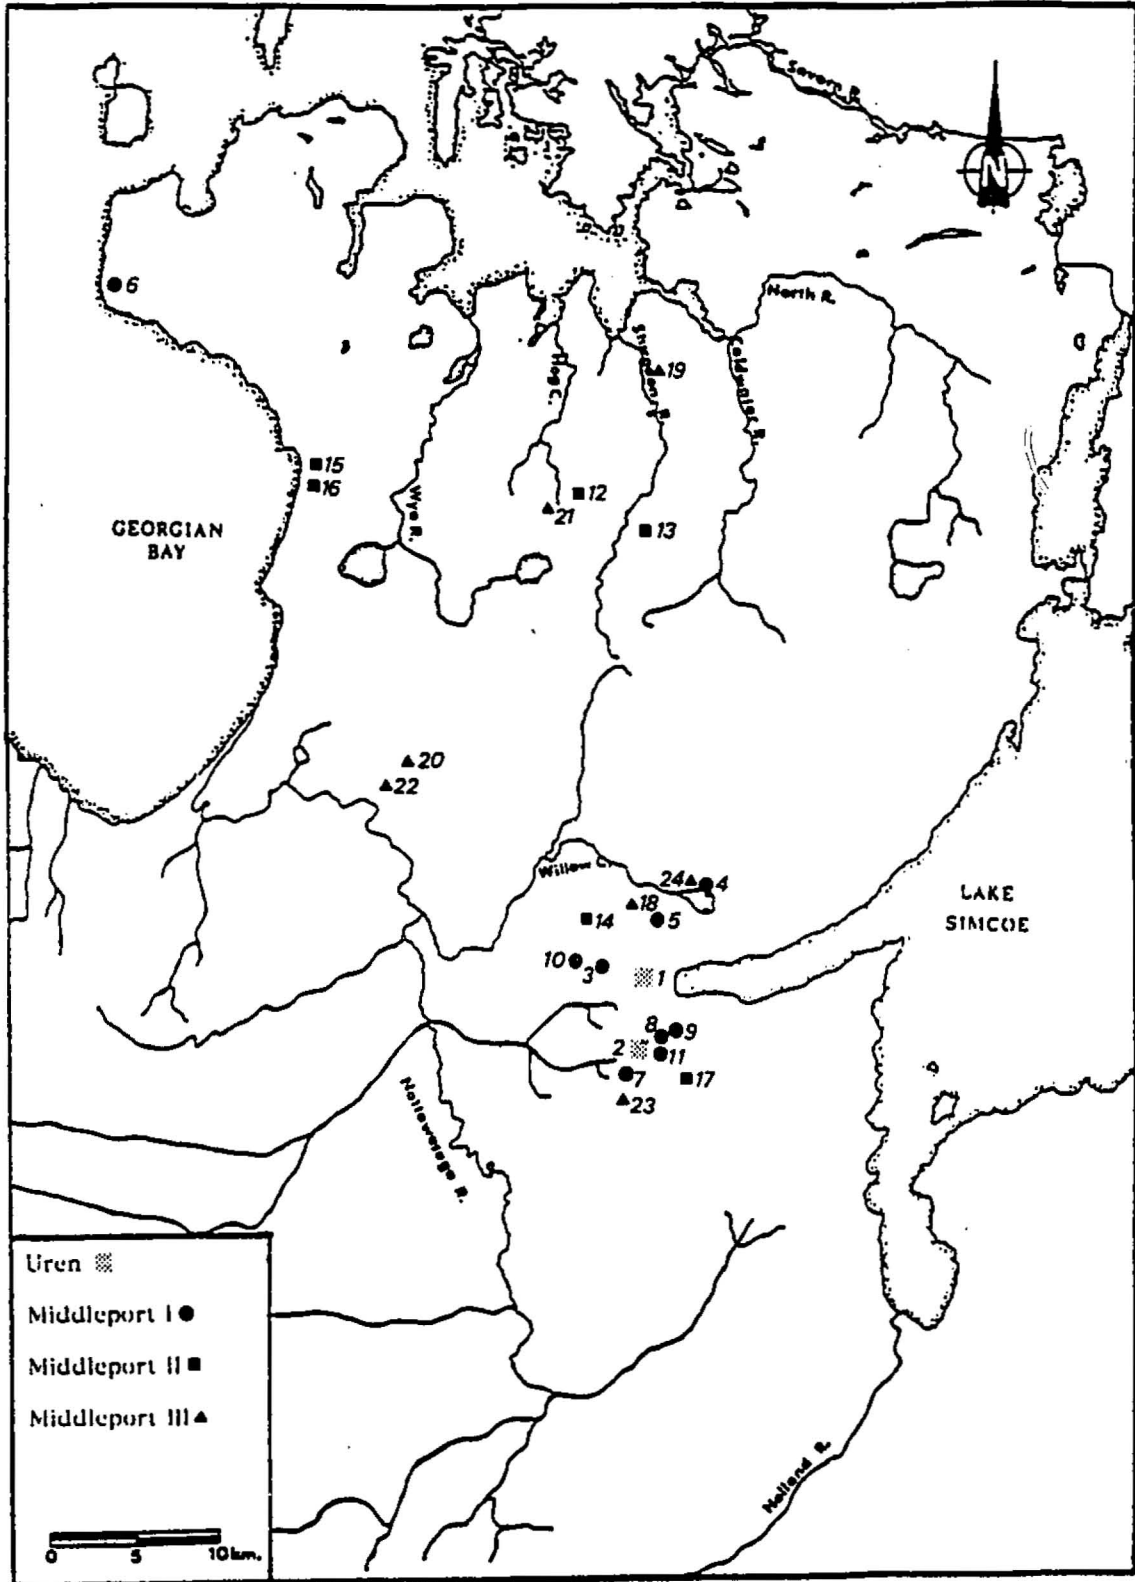 Severn R.
N
6
North R.
Hog C.
Sturgeon R.
19
Coldwater R.
15
16
12
21
13
Wye R.
GEORGIAN
BAY
20
22
Willow C.
24
4
18
5
14
LAKE
SIMCOE
10
3
1
8
9
2
11
7
17
23
Nottawasaga R.
Uren
Middleport I
Middleport II
Middleport III
0 5 10 km.
Holland R.